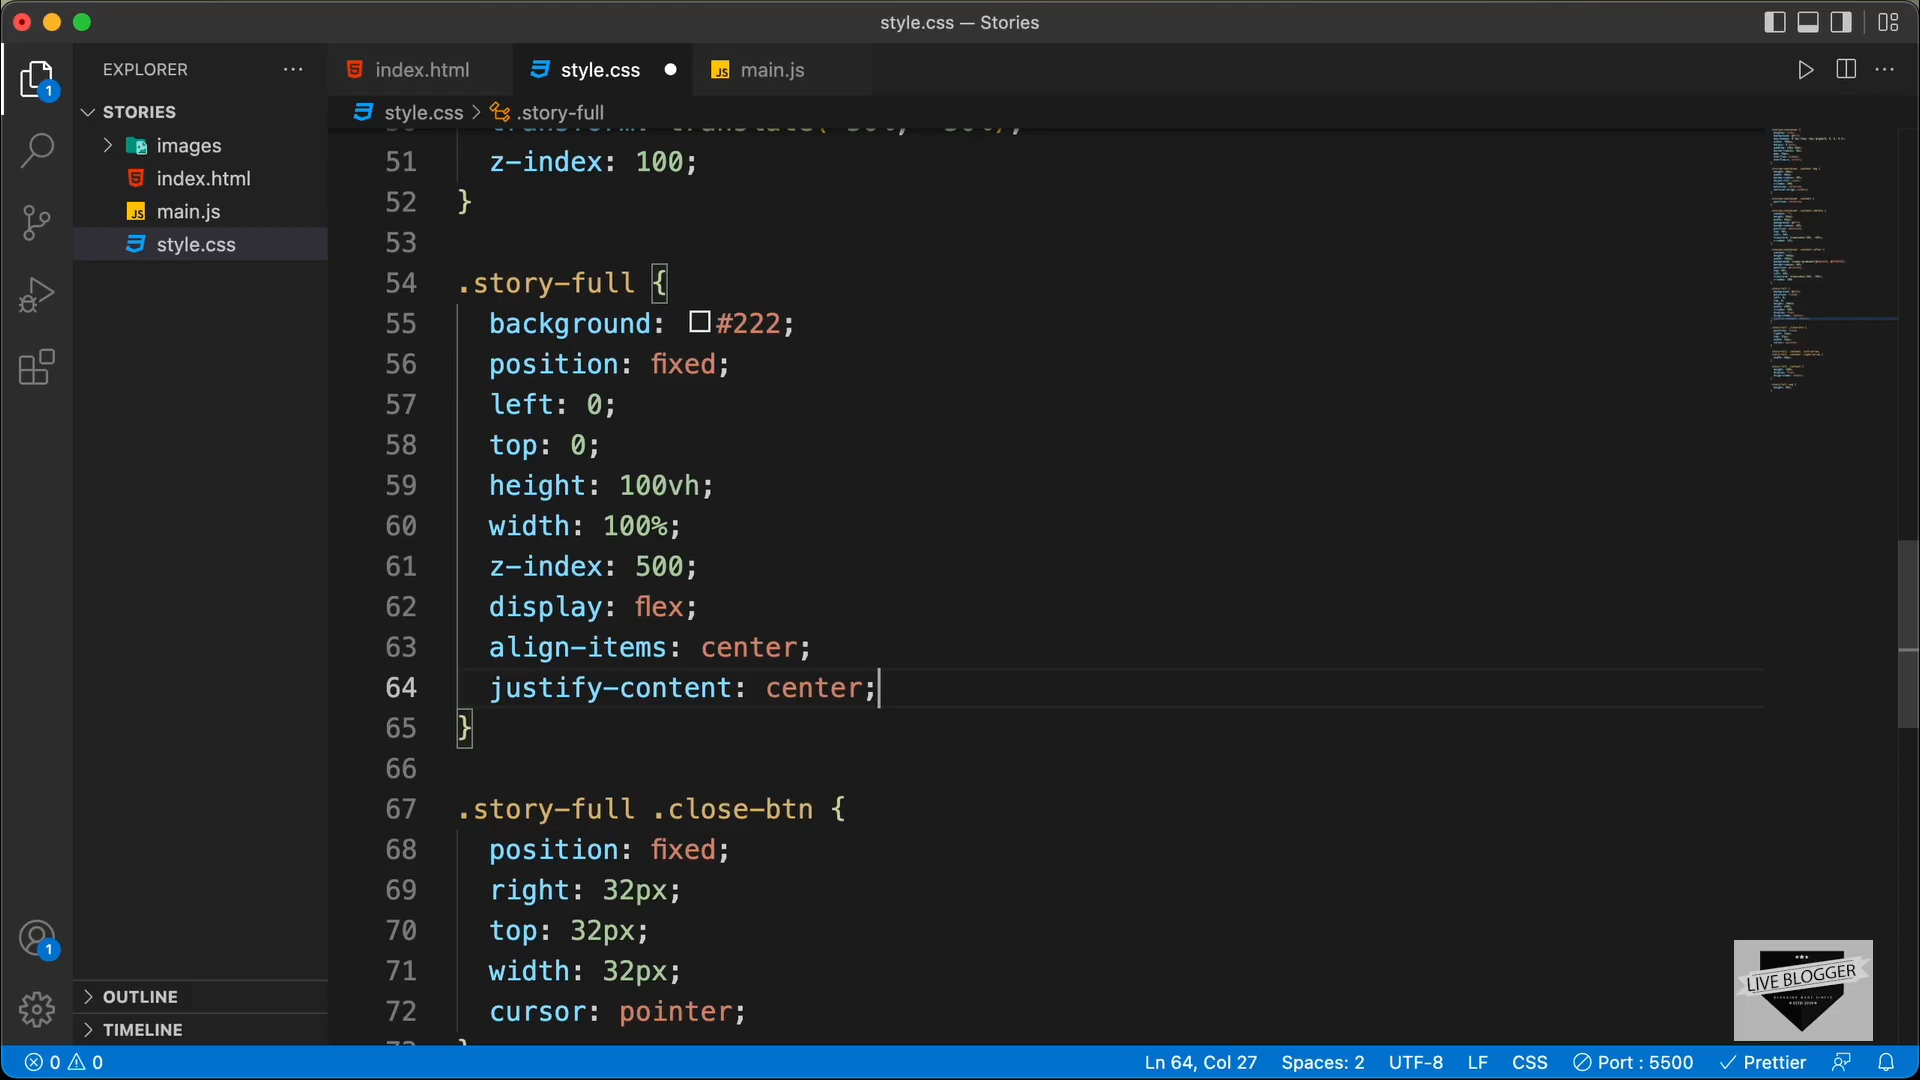 style.css — Stories
EXPLORER
index.html
style.css
main.js
1
STORIES
style.css > .story-full
images
index.html
main.js
style.css
51 z-index: 100;
52 }
53
54 .story-full {
55 background: #222;
56 position: fixed;
57 left: 0;
58 top: 0;
59 height: 100vh;
60 width: 100%;
61 z-index: 500;
62 display: flex;
63 align-items: center;
64 justify-content: center;
65 }
66
67 .story-full .close-btn {
68 position: fixed;
69 right: 32px;
70 top: 32px;
71 width: 32px;
72 cursor: pointer;
1
OUTLINE
TIMELINE
LIVE BLOGGER
0 0
Ln 64, Col 27
Spaces: 2
UTF-8
LF
CSS
Port : 5500
Prettier